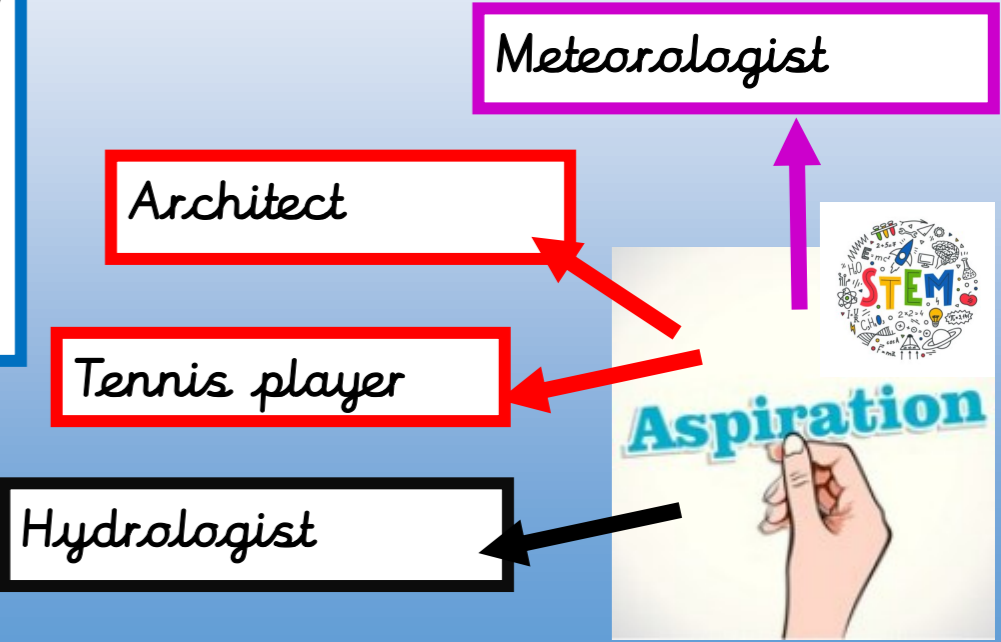 Meteorologist
Architect
STEM
Tennis player
Aspiration
Hydrologist